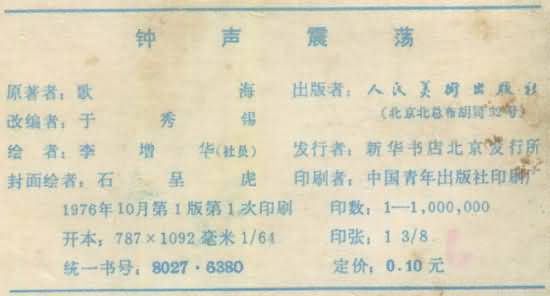 钟声震荡
原著者：歌海 出版者：人民美术出版社
（北京北总布胡同32号）
改编者：于秀锡
绘者：李增华（社员） 发行者：新华书店北京发行所
封面绘者：石呈虎 印刷者：中国青年出版社印刷厂
1976年10月第1版第1次印刷 印数：1—1,000,000
开本：787×1092毫米1/64 印张：1 3/8
统一书号：8027·6380 定价：0.10元